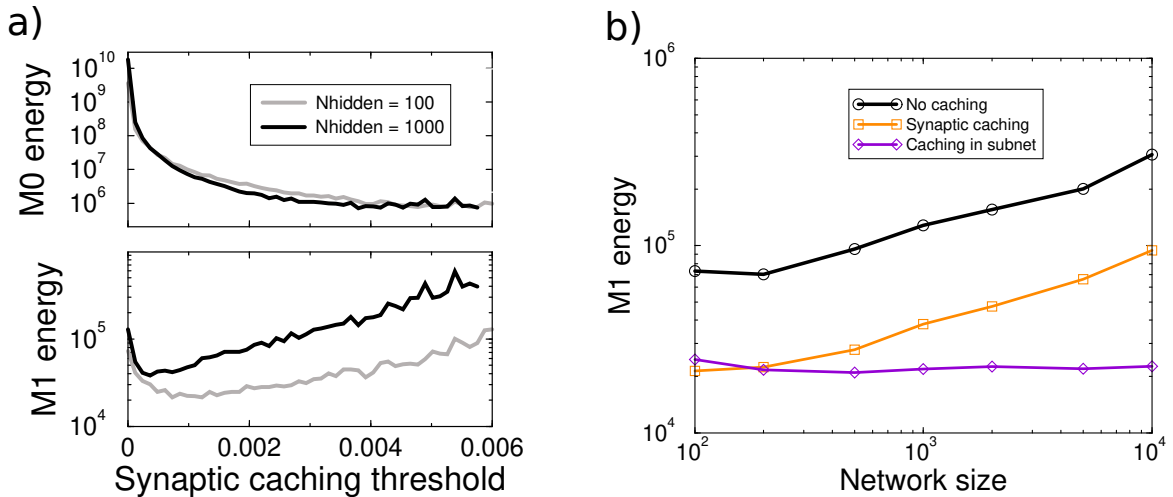 a)
10^10
10^9
10^8
10^7
10^6
M0 energy
Nhidden = 100
Nhidden = 1000
10^5
10^4
M1 energy
0
0.002
0.004
0.006
Synaptic caching threshold
b)
10^6
10^5
10^4
M1 energy
No caching
Synaptic caching
Caching in subnet
10^2
10^3
10^4
Network size